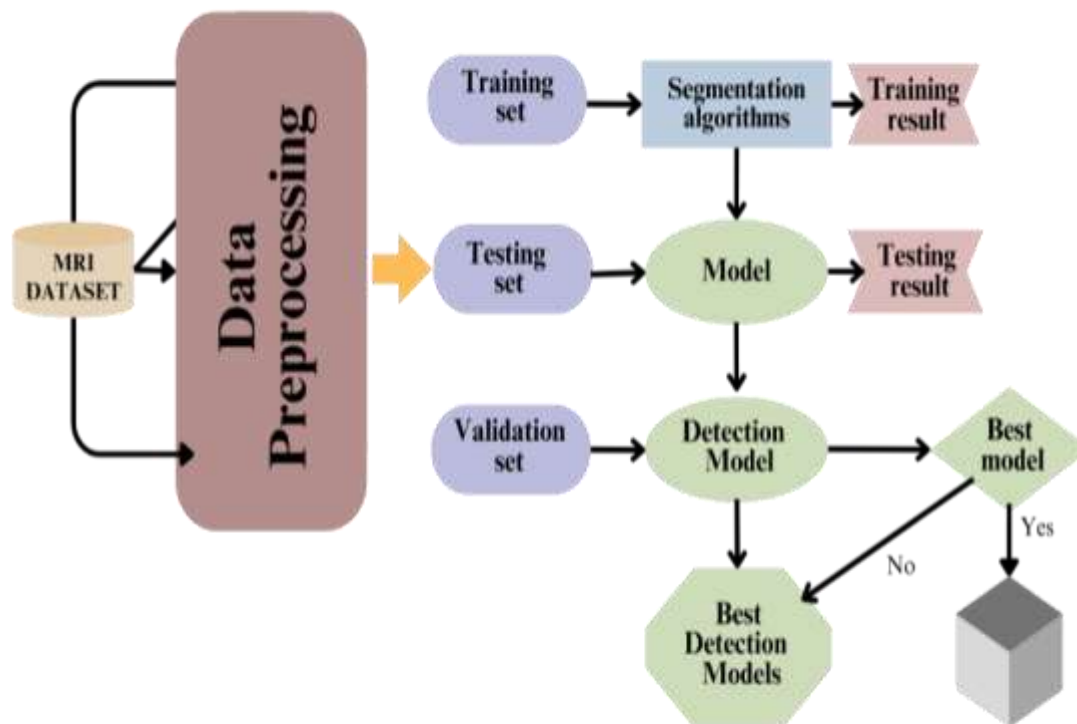 MRI
DATASET
Data
Preprocessing
Training
set
Segmentation
algorithms
Training
result
Testing
set
Model
Testing
result
Validation
set
Detection
Model
Best
model
Yes
No
Best
Detection
Models